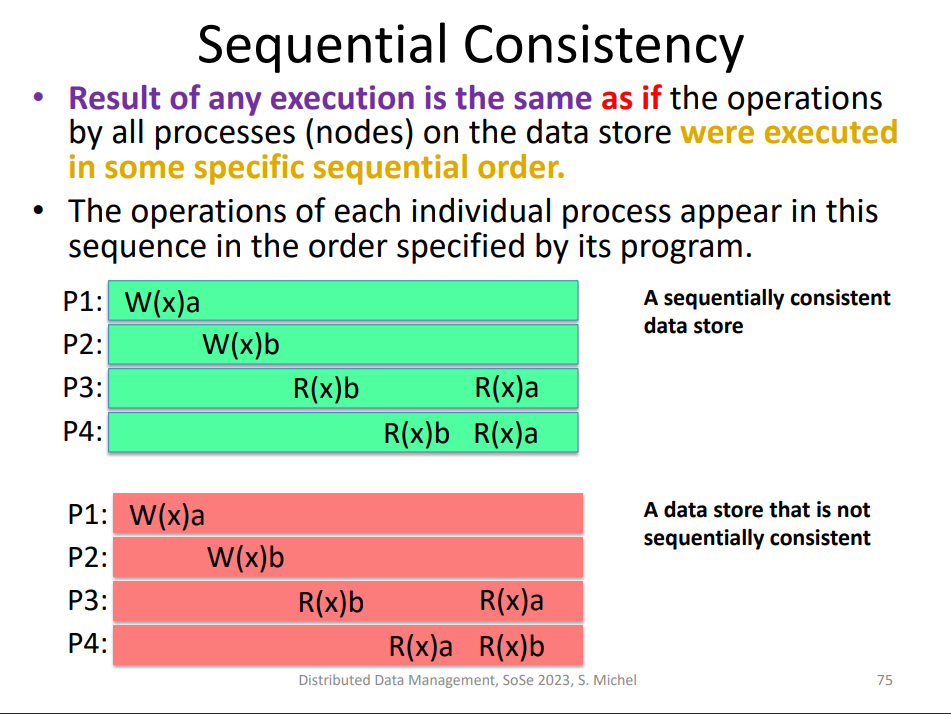 Sequential Consistency
• Result of any execution is the same as if the operations
by all processes (nodes) on the data store were executed
in some specific sequential order.
• The operations of each individual process appear in this
sequence in the order specified by its program.
P1: W(x)a
P2: W(x)b
P3: R(x)b R(x)a
P4: R(x)b R(x)a
A sequentially consistent
data store
P1: W(x)a
P2: W(x)b
P3: R(x)b R(x)a
P4: R(x)a R(x)b
A data store that is not
sequentially consistent
Distributed Data Management, SoSe 2023, S. Michel
75